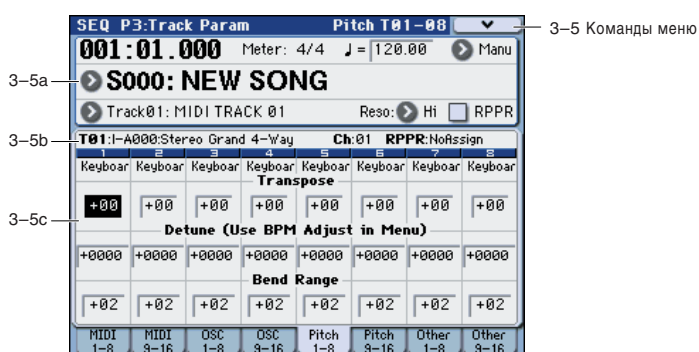 SEQ P3:Track Param Pitch T01-08
3–5 Команды меню
001:01.000 Meter: 4/4 ♩=120.00 Manu
3–5a
S000: NEW SONG
Track01: MIDI TRACK 01 Reso: Hi RPPR
3–5b
T01:I-A000:Stereo Grand 4-Way Ch:01 RPPR:NoAssign
1 2 3 4 5 6 7 8
Keyboar Keyboar Keyboar Keyboar Keyboar Keyboar Keyboar Keyboar
Transpose
+00 +00 +00 +00 +00 +00 +00 +00
3–5c
Detune (Use BPM Adjust in Menu)
+0000 +0000 +0000 +0000 +0000 +0000 +0000 +0000
Bend Range
+02 +02 +02 +02 +02 +02 +02 +02
MIDI MIDI OSC OSC Pitch Pitch Other Other
1-8 9-16 1-8 9-16 1-8 9-16 1-8 9-16